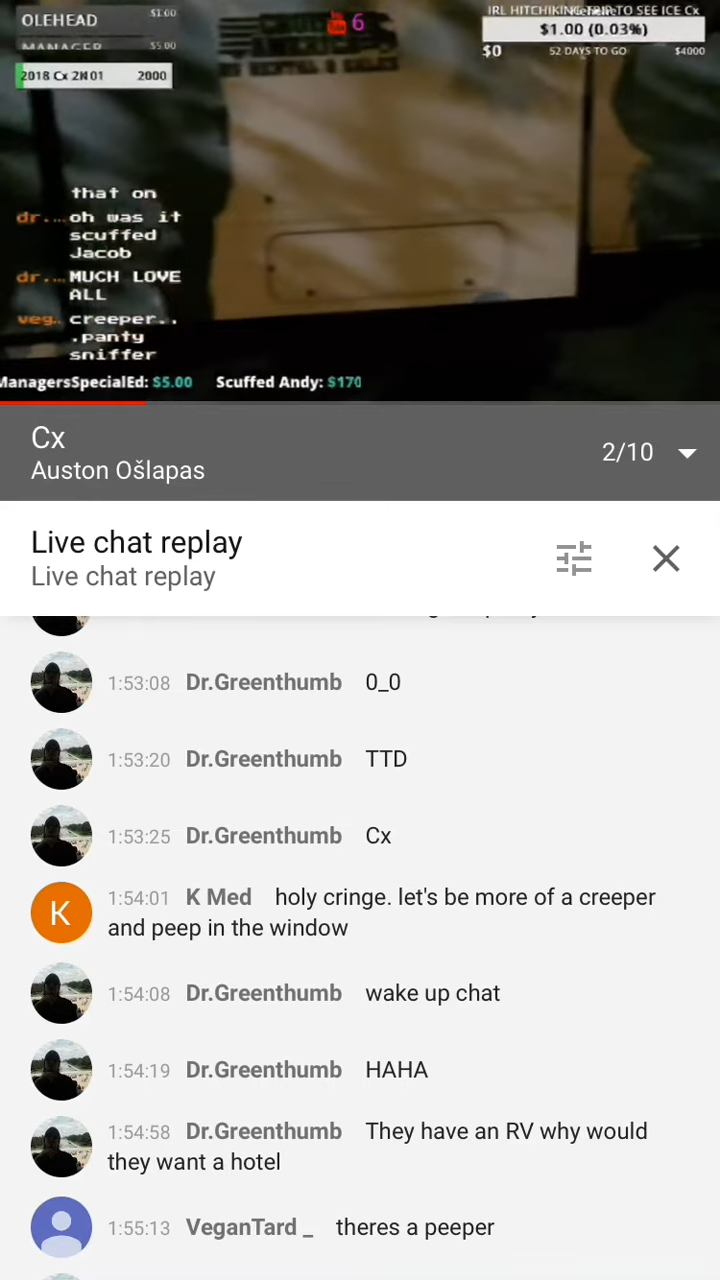 OLEHEAD $1.00
MANAGER $5.00
2018 Cx 2M01 2000
6
IRL HITCHIKING TRIP TO SEE ICE Cx
$1.00 (0.03%)
$0 52 DAYS TO GO $4000
AMERICA
RV RENTAL & SALES
that on
dr.... oh was it
scuffed
Jacob
dr.... MUCH LOVE
ALL
veg.. creeper..
.panty
sniffer
ManagersSpecialEd: $5.00 Scuffed Andy: $170
Cx
Auston Ošlapas
2/10
Live chat replay
Live chat replay
1:53:08 Dr.Greenthumb 0_0
1:53:20 Dr.Greenthumb TTD
1:53:25 Dr.Greenthumb Cx
K
1:54:01 K Med holy cringe. let's be more of a creeper
and peep in the window
1:54:08 Dr.Greenthumb wake up chat
1:54:19 Dr.Greenthumb HAHA
1:54:58 Dr.Greenthumb They have an RV why would
they want a hotel
1:55:13 VeganTard _ theres a peeper